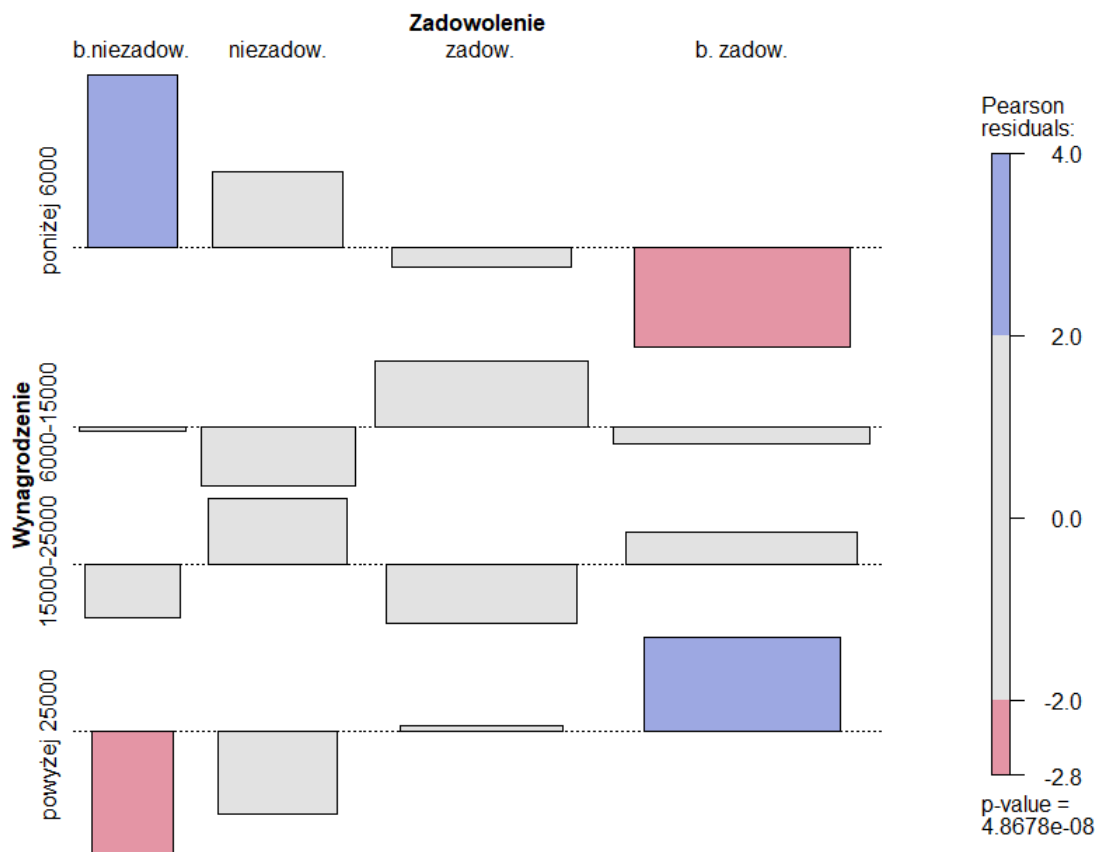 Zadowolenie
b.niezadow. niezadow. zadow. b. zadow.
Wynagrodzenie
poniżej 6000
6000-15000
15000-25000
powyżej 25000
Pearson
residuals:
4.0
2.0
0.0
-2.0
-2.8
p-value =
4.8678e-08